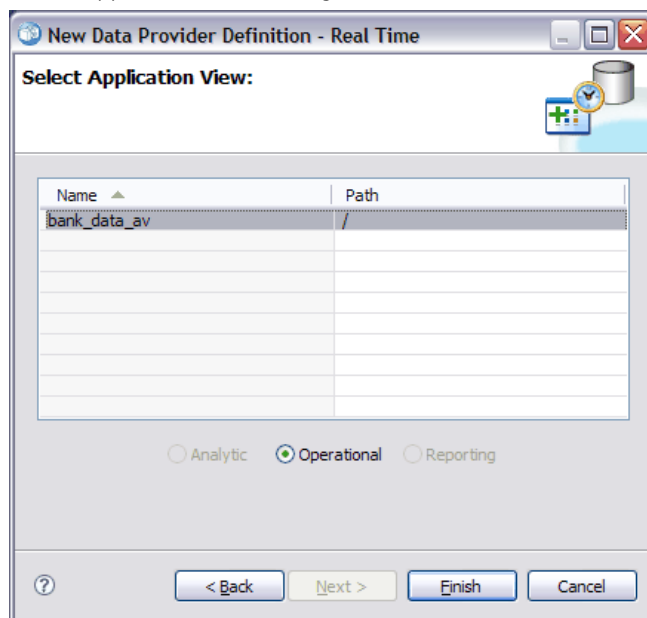 New Data Provider Definition - Real Time
Select Application View:
Name Path
bank_data_av /
Analytic Operational Reporting
? < Back Next > Finish Cancel